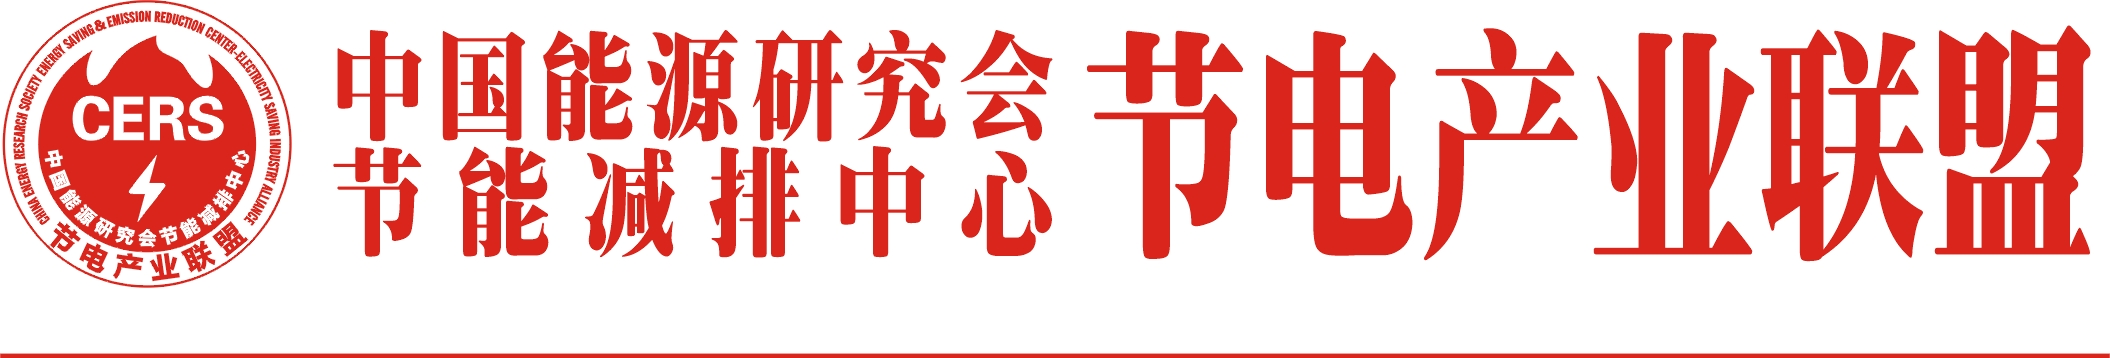 CHINA ENERGY RESEARCH SOCIETY ENERGY SAVING & EMISSION REDUCTION CENTER-ELECTRICITY SAVING INDUSTRY ALLIANCE
CERS
中国能源研究会节能减排中心
节电产业联盟
中国能源研究会
节能减排中心
节电产业联盟